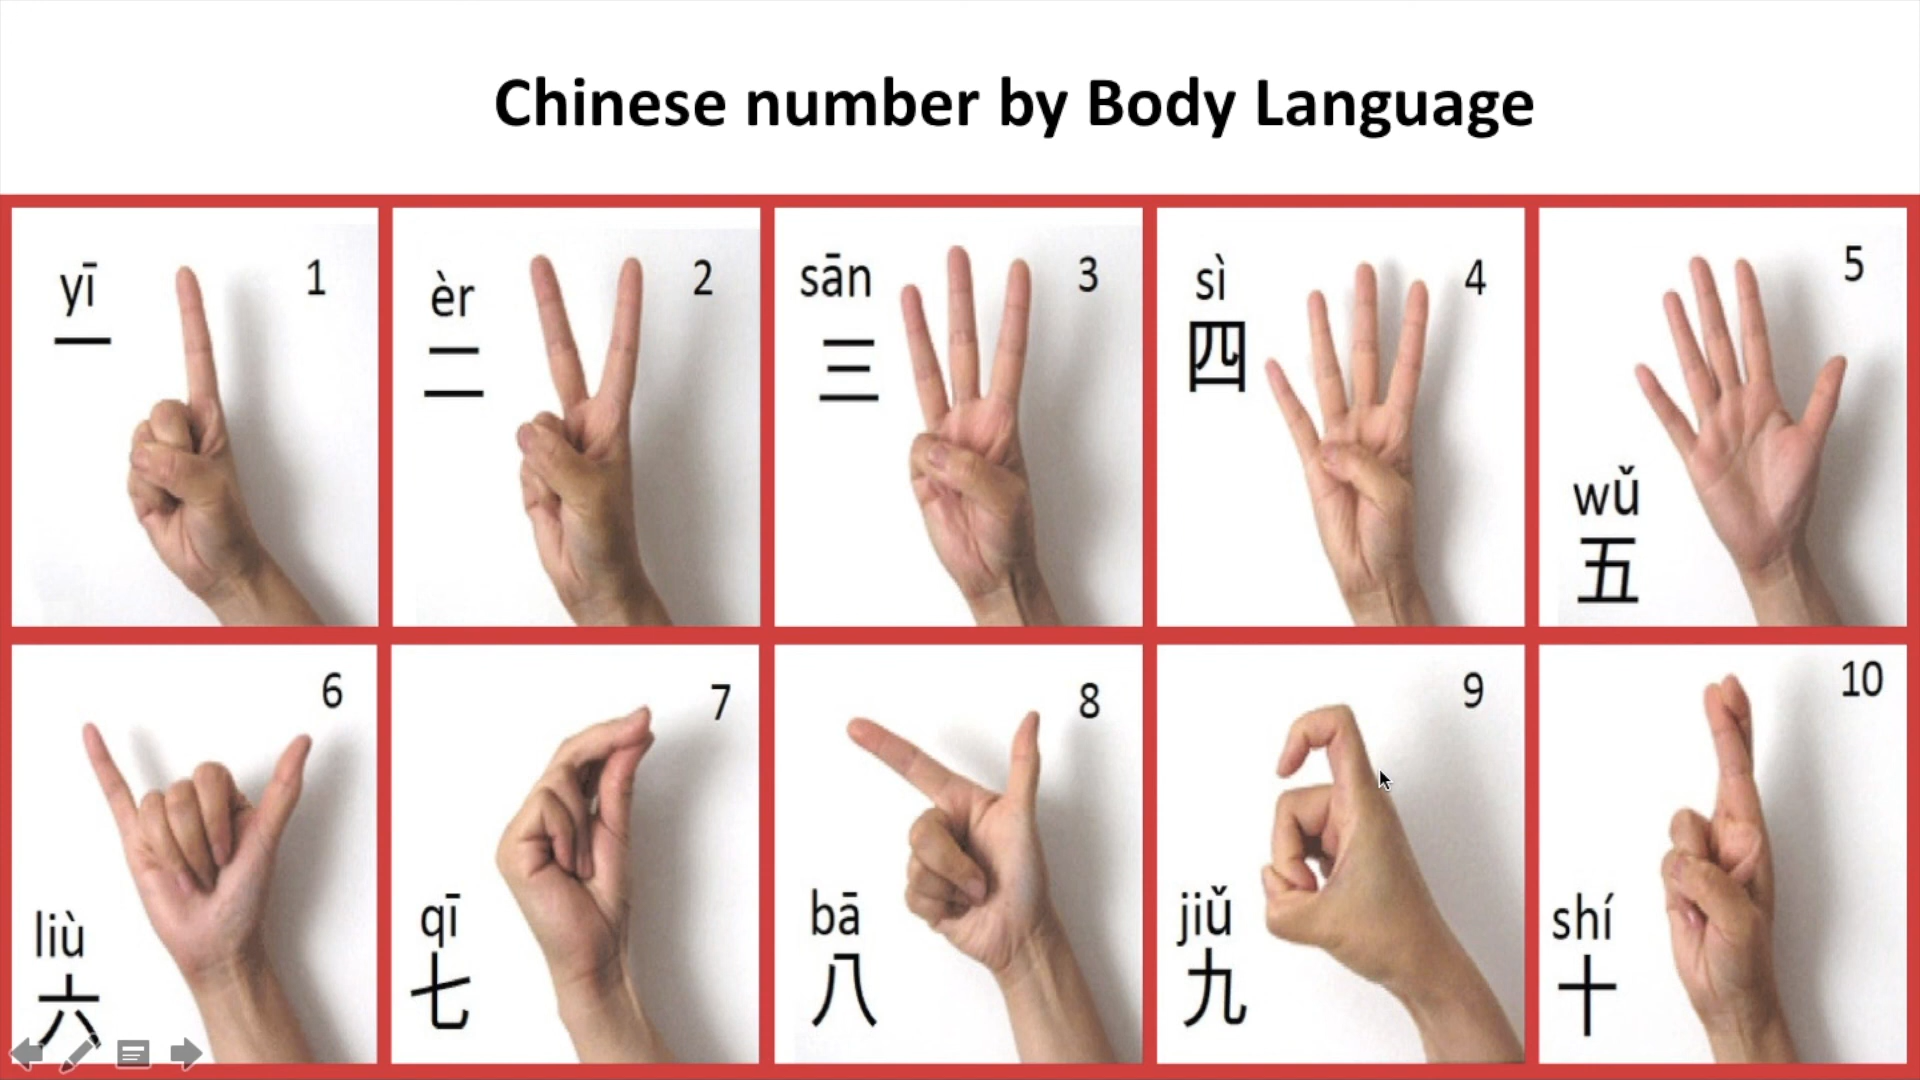 Chinese number by Body Language
yī
一
1
èr
二
2
sān
三
3
sì
四
4
5
wǔ
五
6
liù
六
7
qī
七
8
bā
八
9
jiǔ
九
10
shí
十